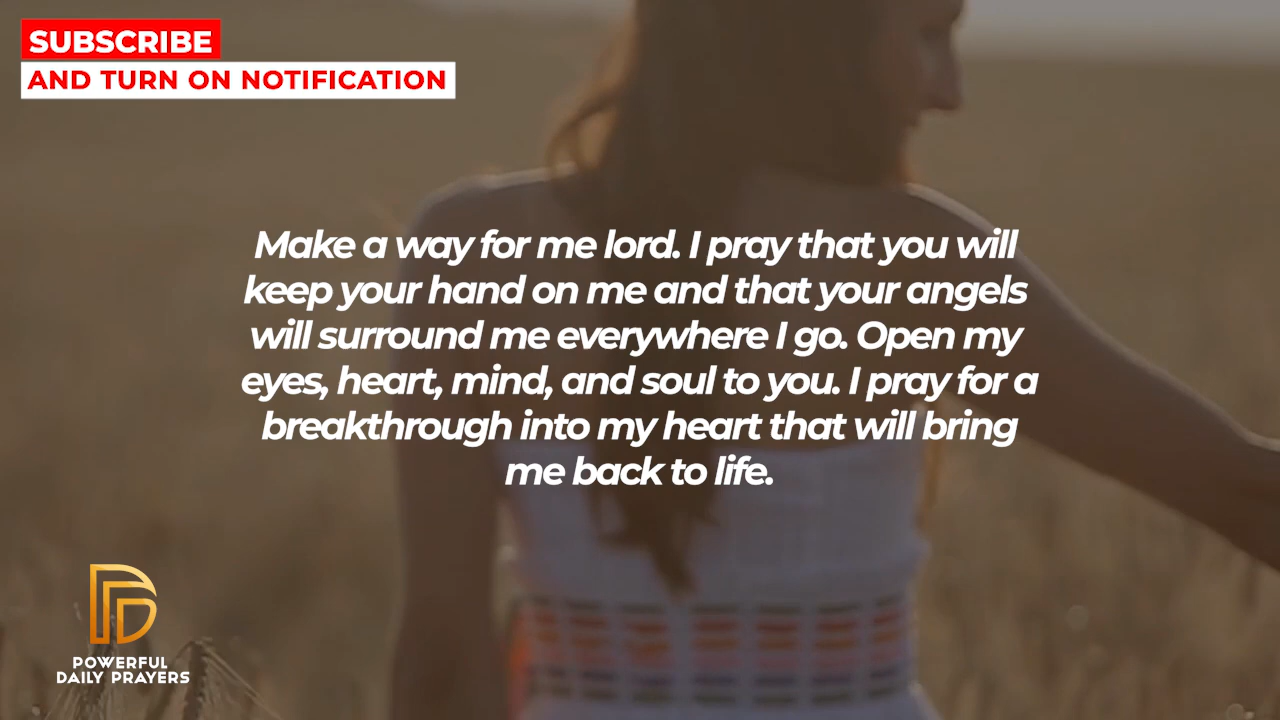 SUBSCRIBE
AND TURN ON NOTIFICATION
Make a way for me lord. I pray that you will
keep your hand on me and that your angels
will surround me everywhere I go. Open my
eyes, heart, mind, and soul to you. I pray for a
breakthrough into my heart that will bring
me back to life.
POWERFUL
DAILY PRAYERS